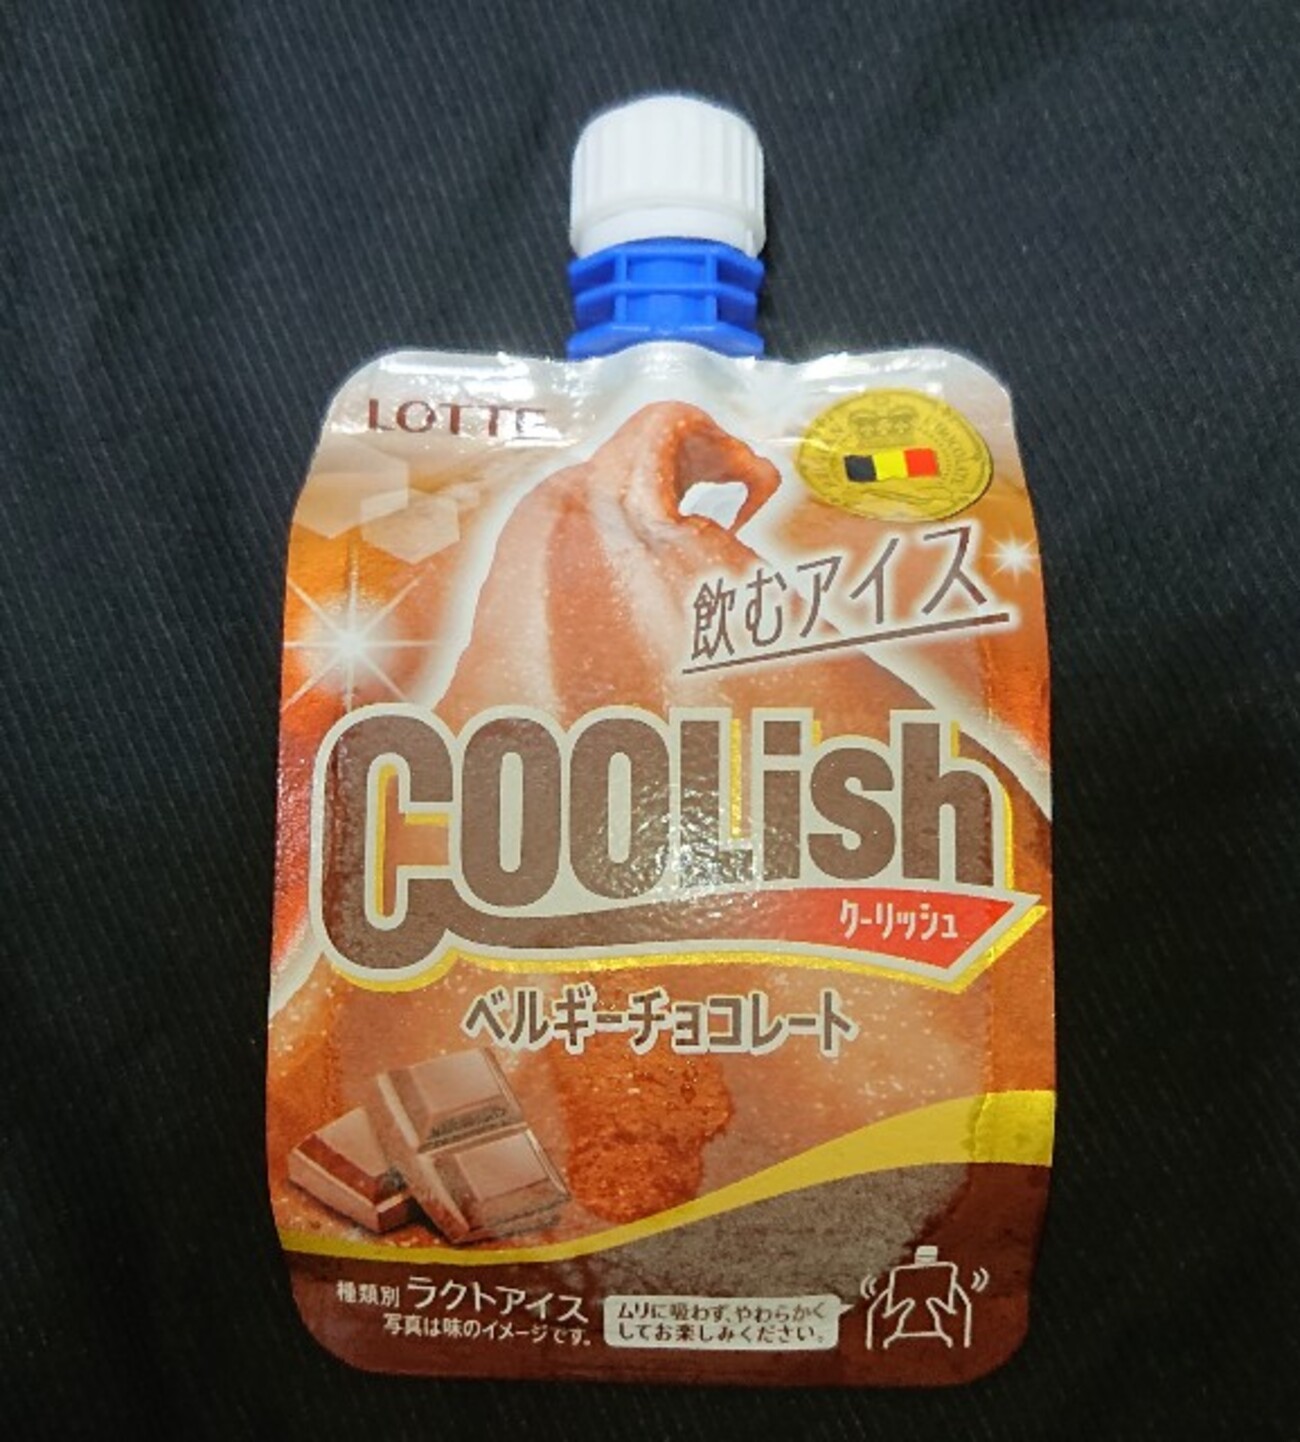 LOTTE
飲むアイス
COOLish
クーリッシュ
ベルギーチョコレート
種類別 ラクトアイス
写真は味のイメージです。
ムリに吸わず、やわらかく
してお楽しみください。